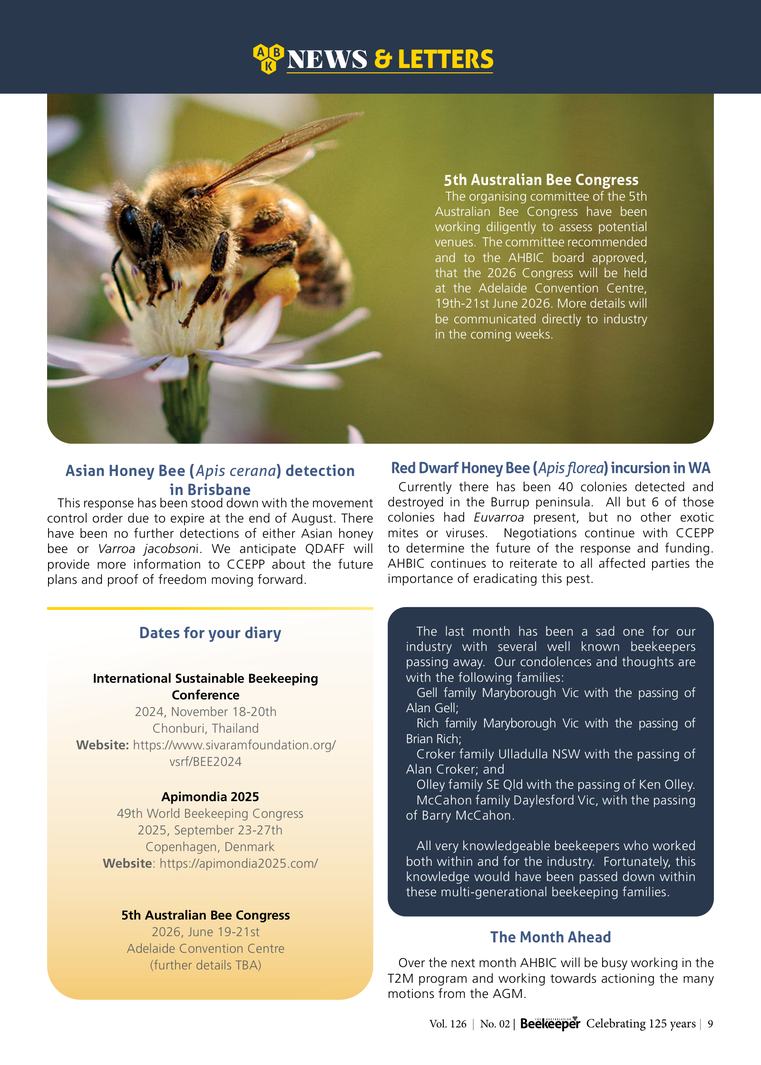 ABK NEWS & LETTERS
5th Australian Bee Congress
The organising committee of the 5th
Australian Bee Congress have been
working diligently to assess potential
venues. The committee recommended
and to the AHBIC board approved,
that the 2026 Congress will be held
at the Adelaide Convention Centre,
19th-21st June 2026. More details will
be communicated directly to industry
in the coming weeks.
Asian Honey Bee (Apis cerana) detection
in Brisbane
This response has been stood down with the movement
control order due to expire at the end of August. There
have been no further detections of either Asian honey
bee or Varroa jacobsoni. We anticipate QDAFF will
provide more information to CCEPP about the future
plans and proof of freedom moving forward.
Red Dwarf Honey Bee (Apis florea) incursion in WA
Currently there has been 40 colonies detected and
destroyed in the Burrup peninsula. All but 6 of those
colonies had Euvarroa present, but no other exotic
mites or viruses. Negotiations continue with CCEPP
to determine the future of the response and funding.
AHBIC continues to reiterate to all affected parties the
importance of eradicating this pest.
Dates for your diary
International Sustainable Beekeeping
Conference
2024, November 18-20th
Chonburi, Thailand
Website: https://www.sivaramfoundation.org/
vsrf/BEE2024
Apimondia 2025
49th World Beekeeping Congress
2025, September 23-27th
Copenhagen, Denmark
Website: https://apimondia2025.com/
5th Australian Bee Congress
2026, June 19-21st
Adelaide Convention Centre
(further details TBA)
The last month has been a sad one for our
industry with several well known beekeepers
passing away. Our condolences and thoughts are
with the following families:
Gell family Maryborough Vic with the passing of
Alan Gell;
Rich family Maryborough Vic with the passing of
Brian Rich;
Croker family Ulladulla NSW with the passing of
Alan Croker; and
Olley family SE Qld with the passing of Ken Olley.
McCahon family Daylesford Vic, with the passing
of Barry McCahon.
All very knowledgeable beekeepers who worked
both within and for the industry. Fortunately, this
knowledge would have been passed down within
these multi-generational beekeeping families.
The Month Ahead
Over the next month AHBIC will be busy working in the
T2M program and working towards actioning the many
motions from the AGM.
Vol. 126 | No. 02 | Beekeeper Celebrating 125 years | 9